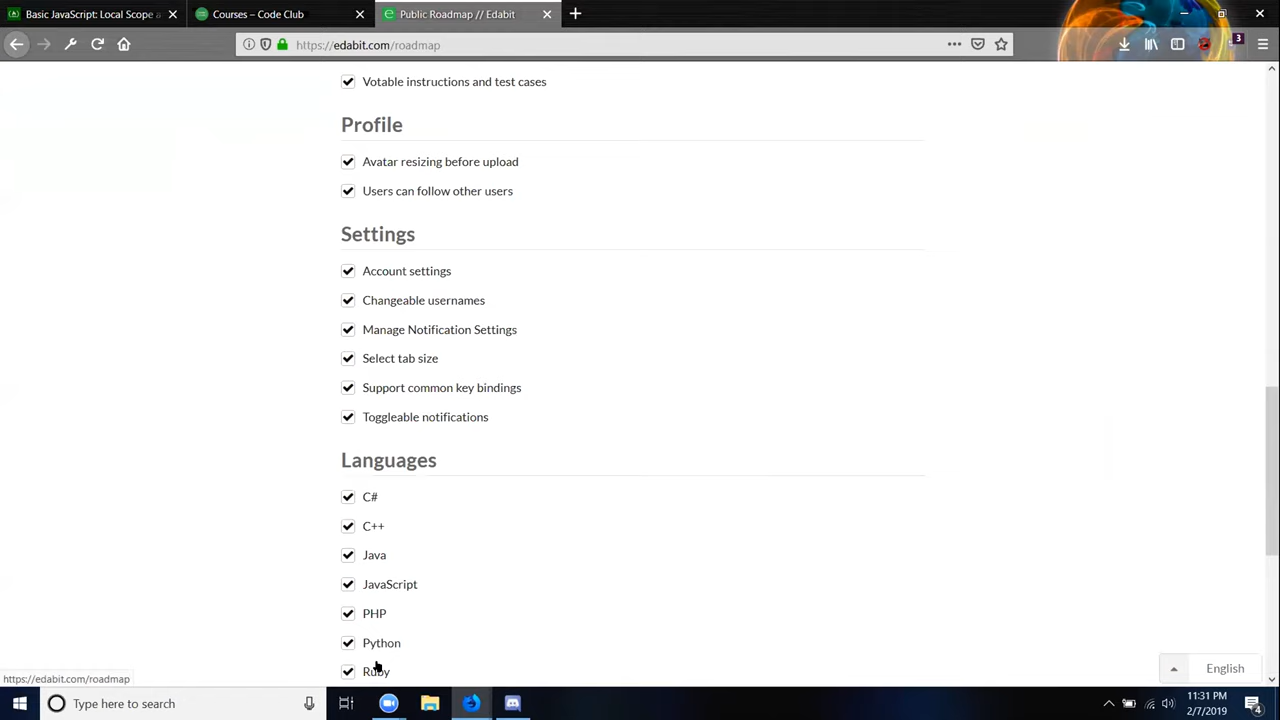 Basic JavaScript: Local Scope a
Courses – Code Club
Public Roadmap // Edabit
https://edabit.com/roadmap
3
Votable instructions and test cases
Profile
Avatar resizing before upload
Users can follow other users
Settings
Account settings
Changeable usernames
Manage Notification Settings
Select tab size
Support common key bindings
Toggleable notifications
Languages
C#
C++
Java
JavaScript
PHP
Python
Ruby
English
https://edabit.com/roadmap
Type here to search
11:31 PM
2/7/2019
4